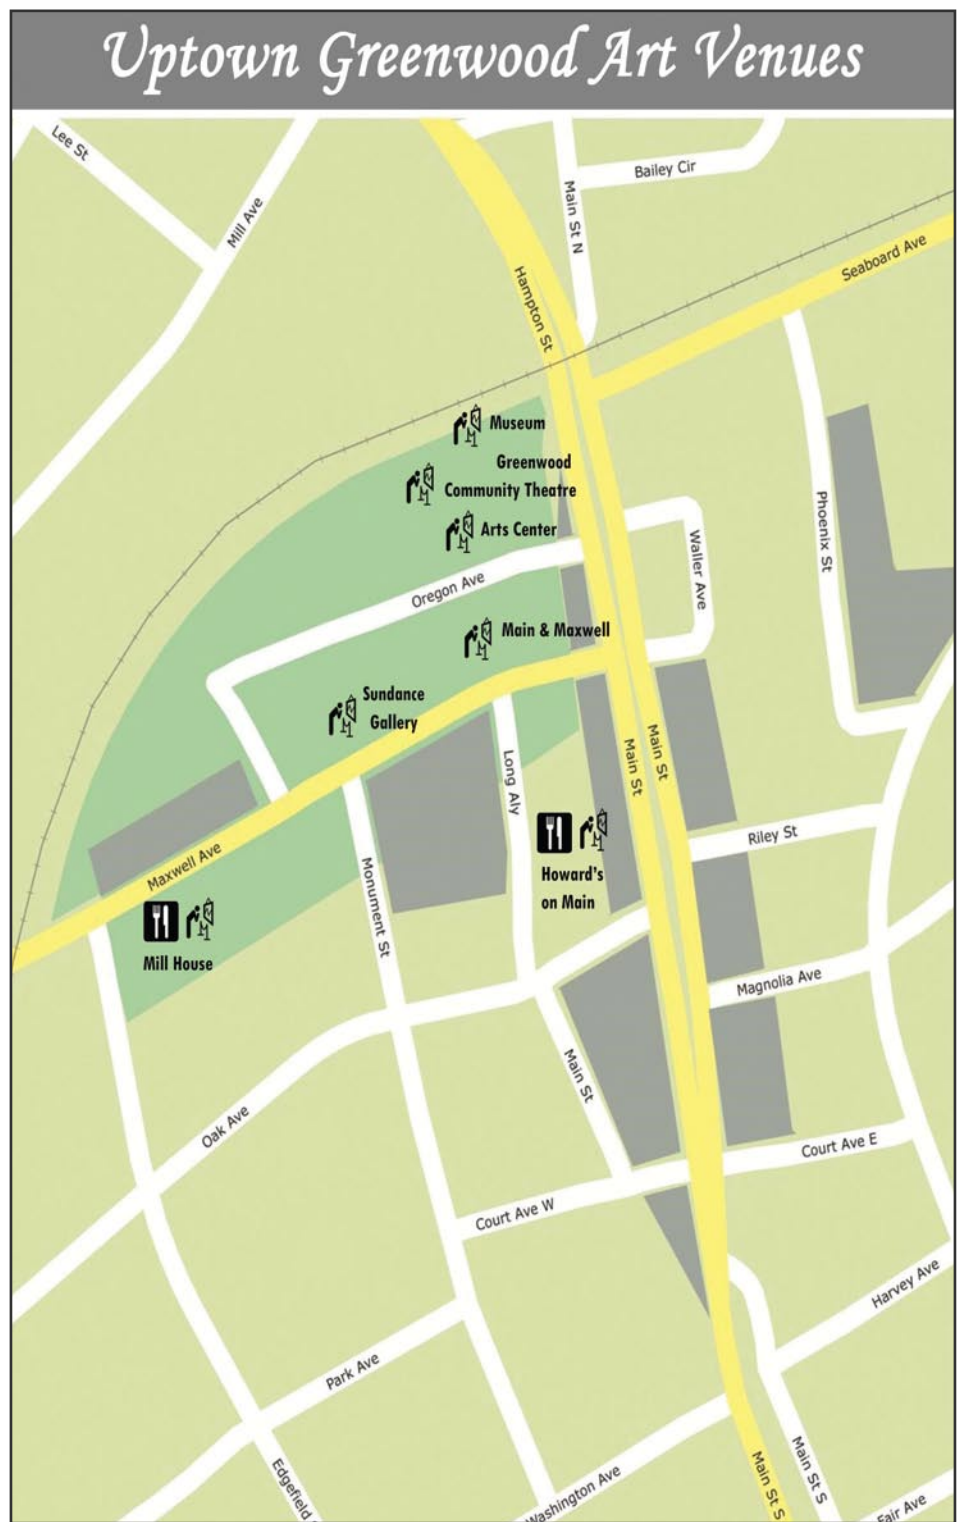 Uptown Greenwood Art Venues
Lee St
Mill Ave
Bailey Cir
Main St N
Seaboard Ave
Hampton St
Museum
Greenwood
Community Theatre
Arts Center
Phoenix St
Waller Ave
Oregon Ave
Main & Maxwell
Sundance
Gallery
Main St
Main St
Long Aly
Riley St
Maxwell Ave
Howard's
on Main
Monument St
Mill House
Magnolia Ave
Main St
Oak Ave
Court Ave E
Court Ave W
Harvey Ave
Park Ave
Main St S
Main St S
Edgefield
Washington Ave
Fair Ave